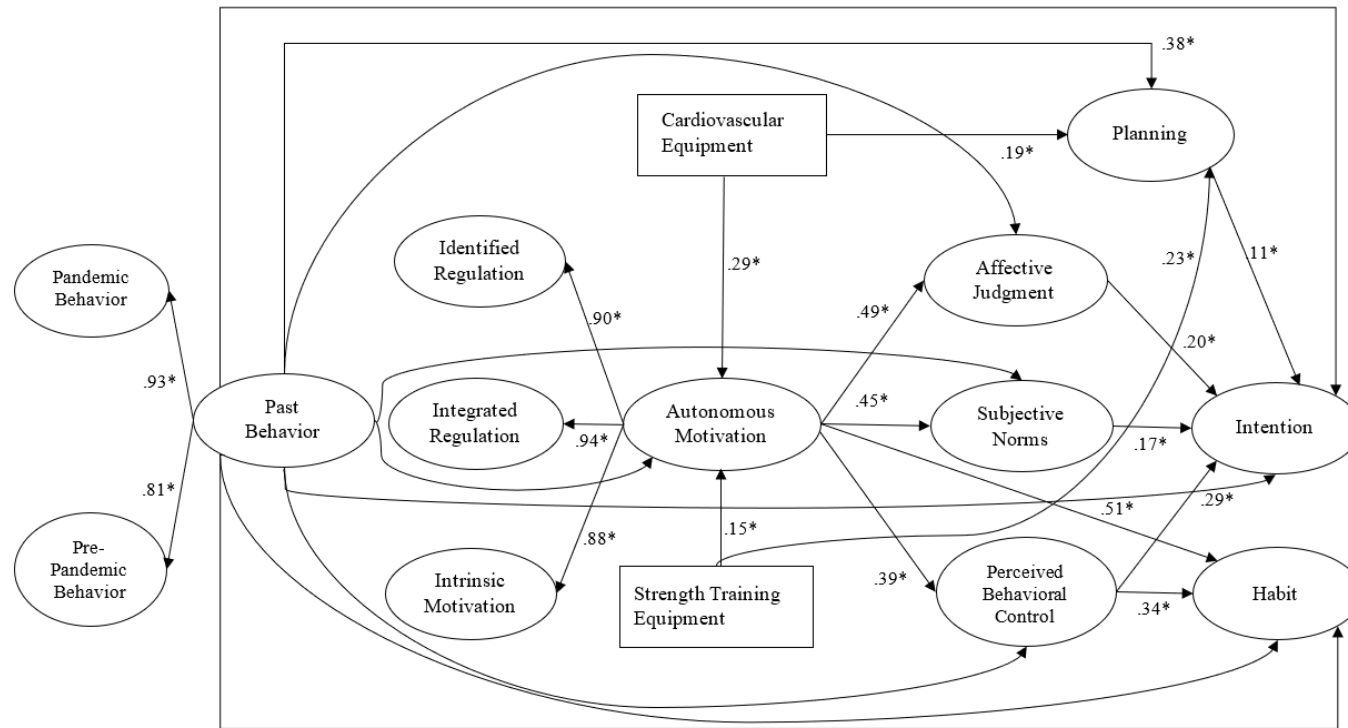 .38*
Cardiovascular
Equipment
Planning
.19*
Identified
Regulation
Affective
Judgment
.23*
.11*
Pandemic
Behavior
.29*
.90*
.49*
.20*
.93*
Past
Behavior
Integrated
Regulation
.94*
Autonomous
Motivation
.45*
Subjective
Norms
.17*
Intention
.81*
.88*
.15*
.51*
.29*
Pre-
Pandemic
Behavior
Intrinsic
Motivation
Strength Training
Equipment
.39*
Perceived
Behavioral
Control
.34*
Habit